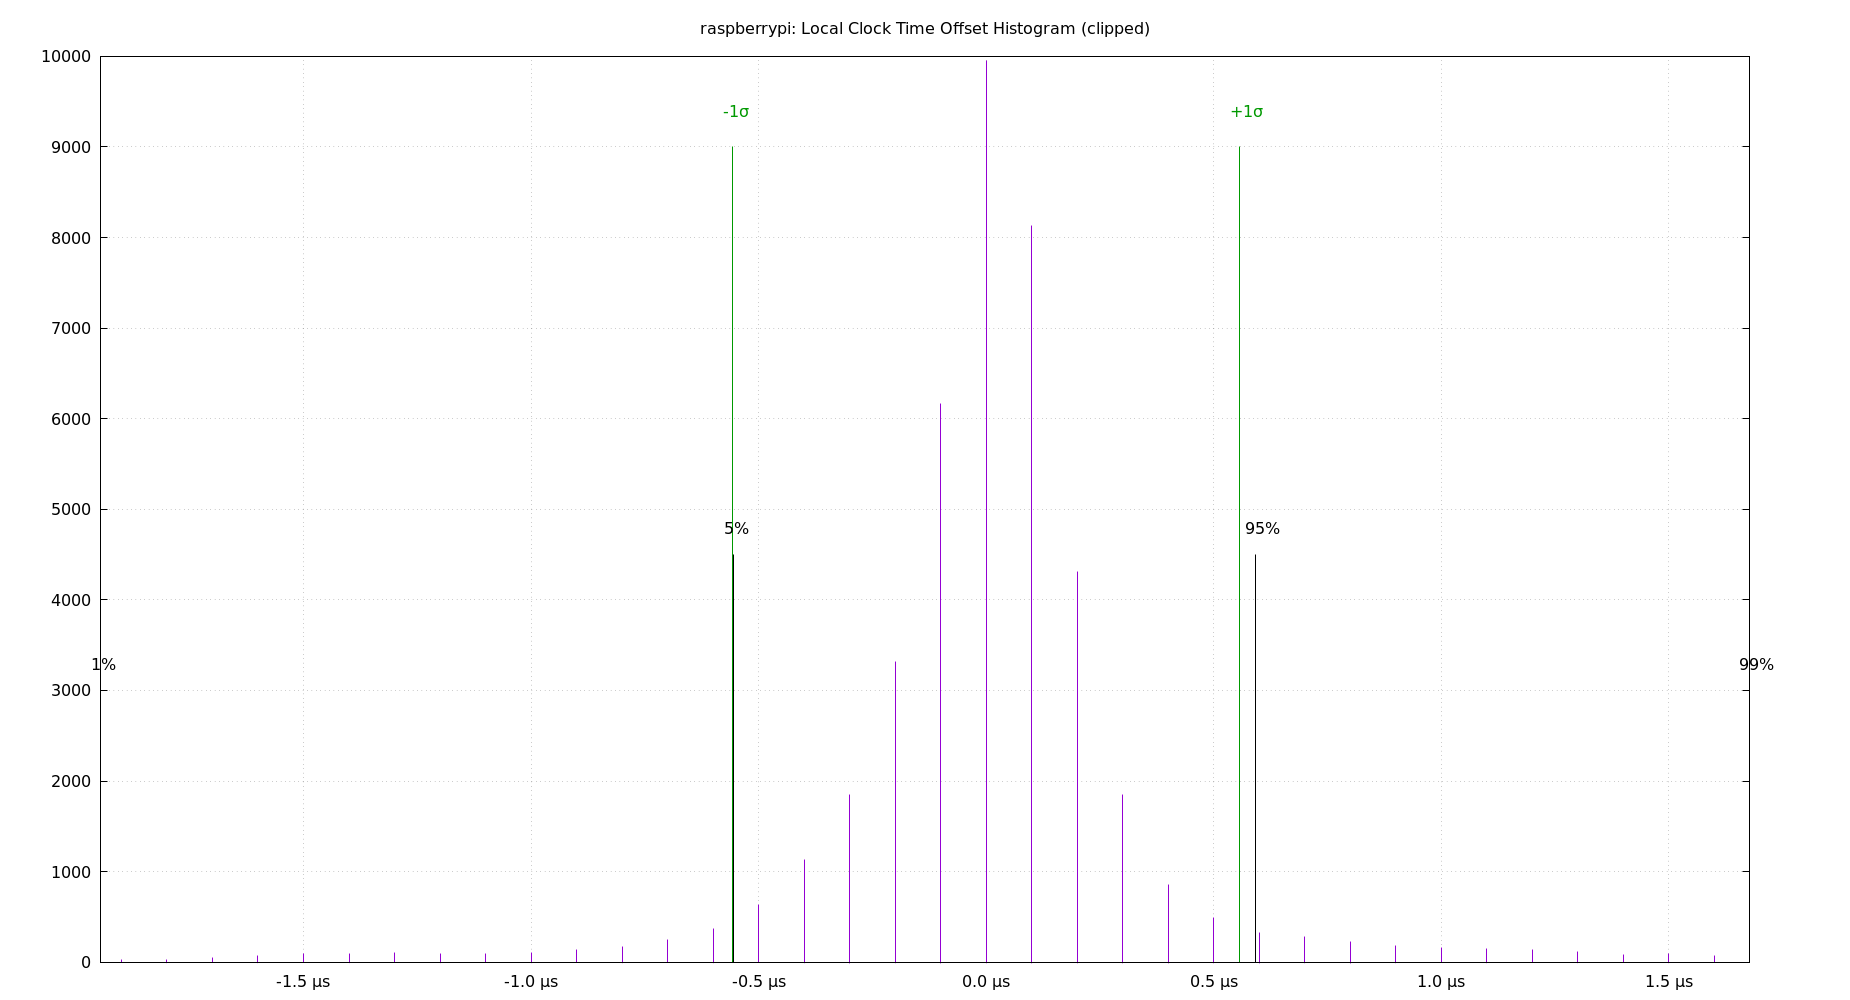 raspberrypi: Local Clock Time Offset Histogram (clipped)
10000
-1σ
+1σ
9000
8000
7000
6000
5000
5%
95%
4000
1%
99%
3000
2000
1000
0
-1.5 μs
-1.0 μs
-0.5 μs
0.0 μs
0.5 μs
1.0 μs
1.5 μs